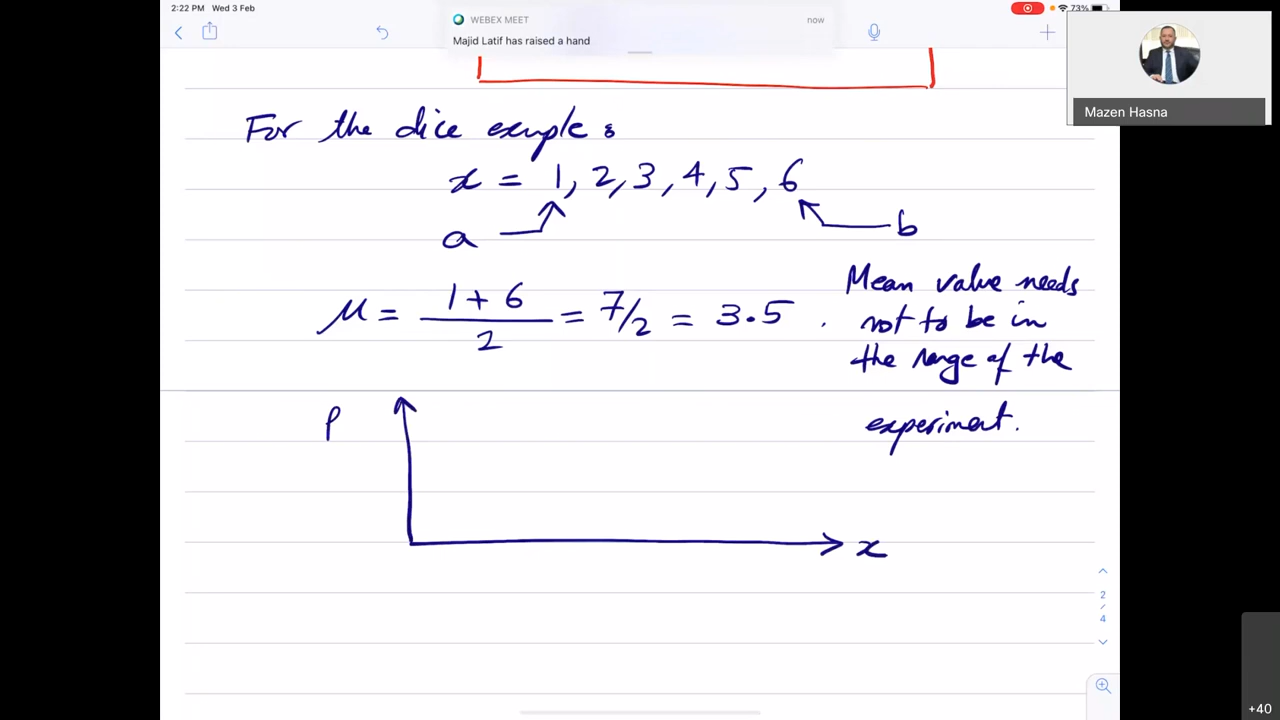 2:22 PM Wed 3 Feb
WEBEX MEET
now
73%
Majid Latif has raised a hand
Mazen Hasna
For the dice exmple :
x = 1, 2, 3, 4, 5, 6
a
b
μ = 1 + 6 / 2 = 7/2 = 3.5 .
Mean value needs
not to be in
the range of the
experiment.
P
x
2
/
4
+40